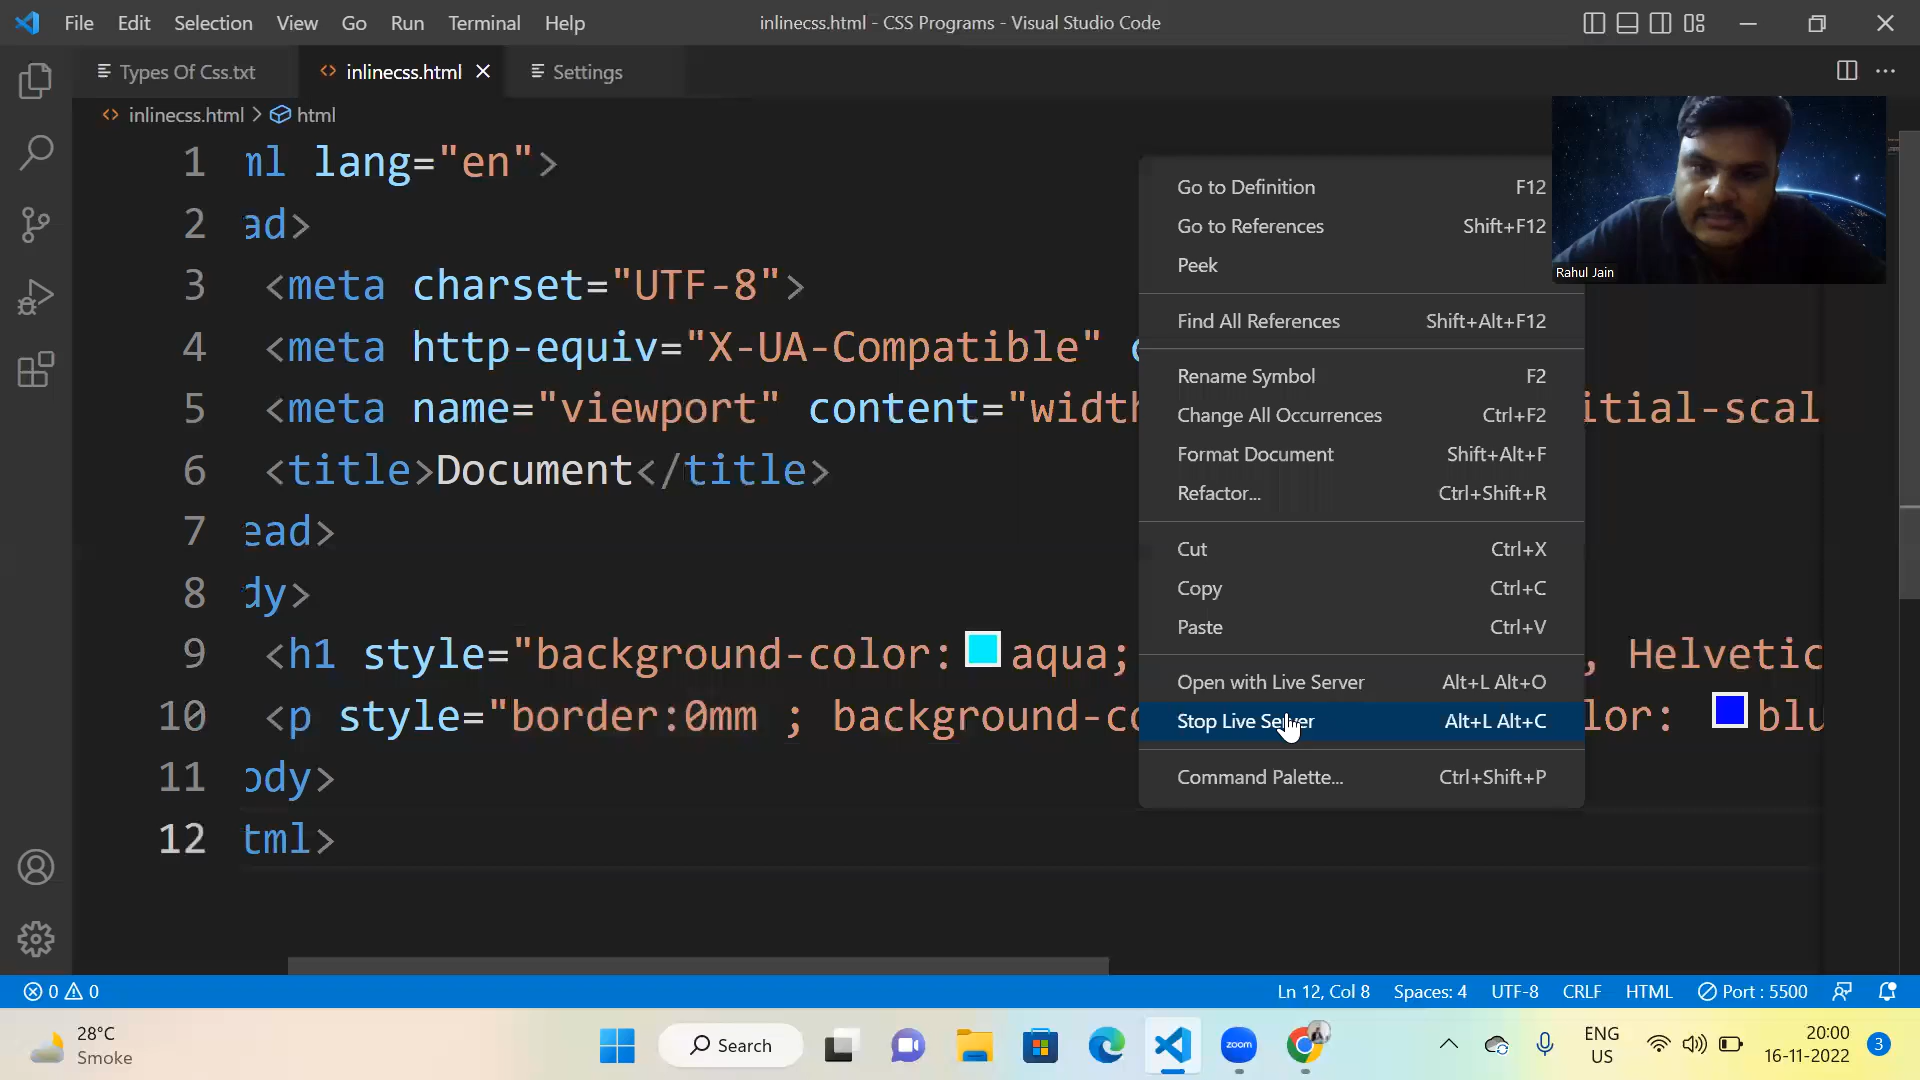 File Edit Selection View Go Run Terminal Help
inlinecss.html - CSS Programs - Visual Studio Code
Types Of Css.txt
inlinecss.html
Settings
inlinecss.html > html
1 ml lang="en">
2 ad>
3 <meta charset="UTF-8">
4 <meta http-equiv="X-UA-Compatible"
5 <meta name="viewport" content="width itial-scal
6 <title>Document</title>
7 ead>
8 dy>
9 <h1 style="background-color: aqua; , Helvetic
10 <p style="border:0mm ; background-co lor: blu
11 ody>
12 tml>
Go to Definition F12
Go to References Shift+F12
Peek
Find All References Shift+Alt+F12
Rename Symbol F2
Change All Occurrences Ctrl+F2
Format Document Shift+Alt+F
Refactor... Ctrl+Shift+R
Cut Ctrl+X
Copy Ctrl+C
Paste Ctrl+V
Open with Live Server Alt+L Alt+O
Stop Live Server Alt+L Alt+C
Command Palette... Ctrl+Shift+P
Rahul Jain
0 0
Ln 12, Col 8 Spaces: 4 UTF-8 CRLF HTML Port : 5500
28°C
Smoke
Search
zoom
ENG
US
20:00
16-11-2022
3